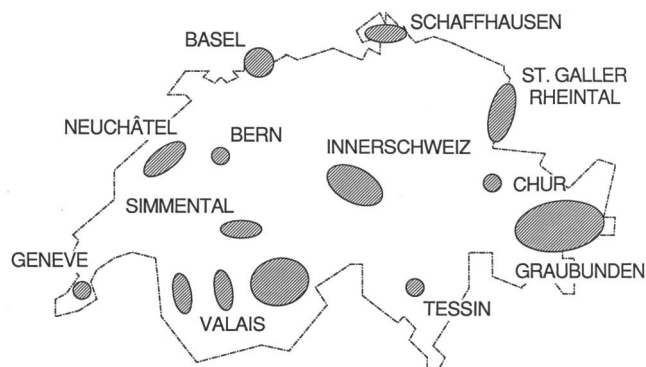 SCHAFFHAUSEN
BASEL
ST. GALLER
RHEINTAL
NEUCHÂTEL
BERN
INNERSCHWEIZ
CHUR
SIMMENTAL
GENEVE
GRAUBUNDEN
TESSIN
VALAIS